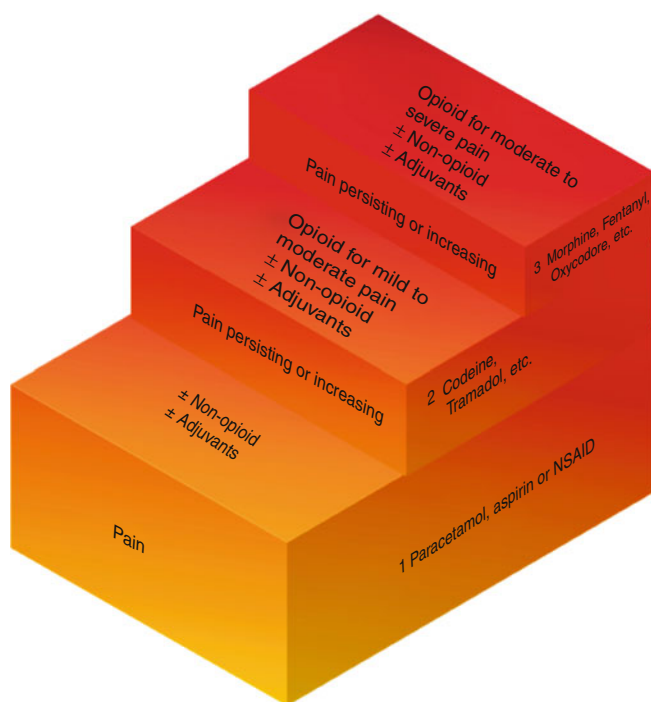 Opioid for moderate to
severe pain
± Non-opioid
± Adjuvants
Pain persisting or increasing
3 Morphine, Fentanyl,
Oxycodore, etc.
Opioid for mild to
moderate pain
± Non-opioid
± Adjuvants
Pain persisting or increasing
2 Codeine,
Tramadol, etc.
± Non-opioid
± Adjuvants
Pain
1 Paracetamol, aspirin or NSAID